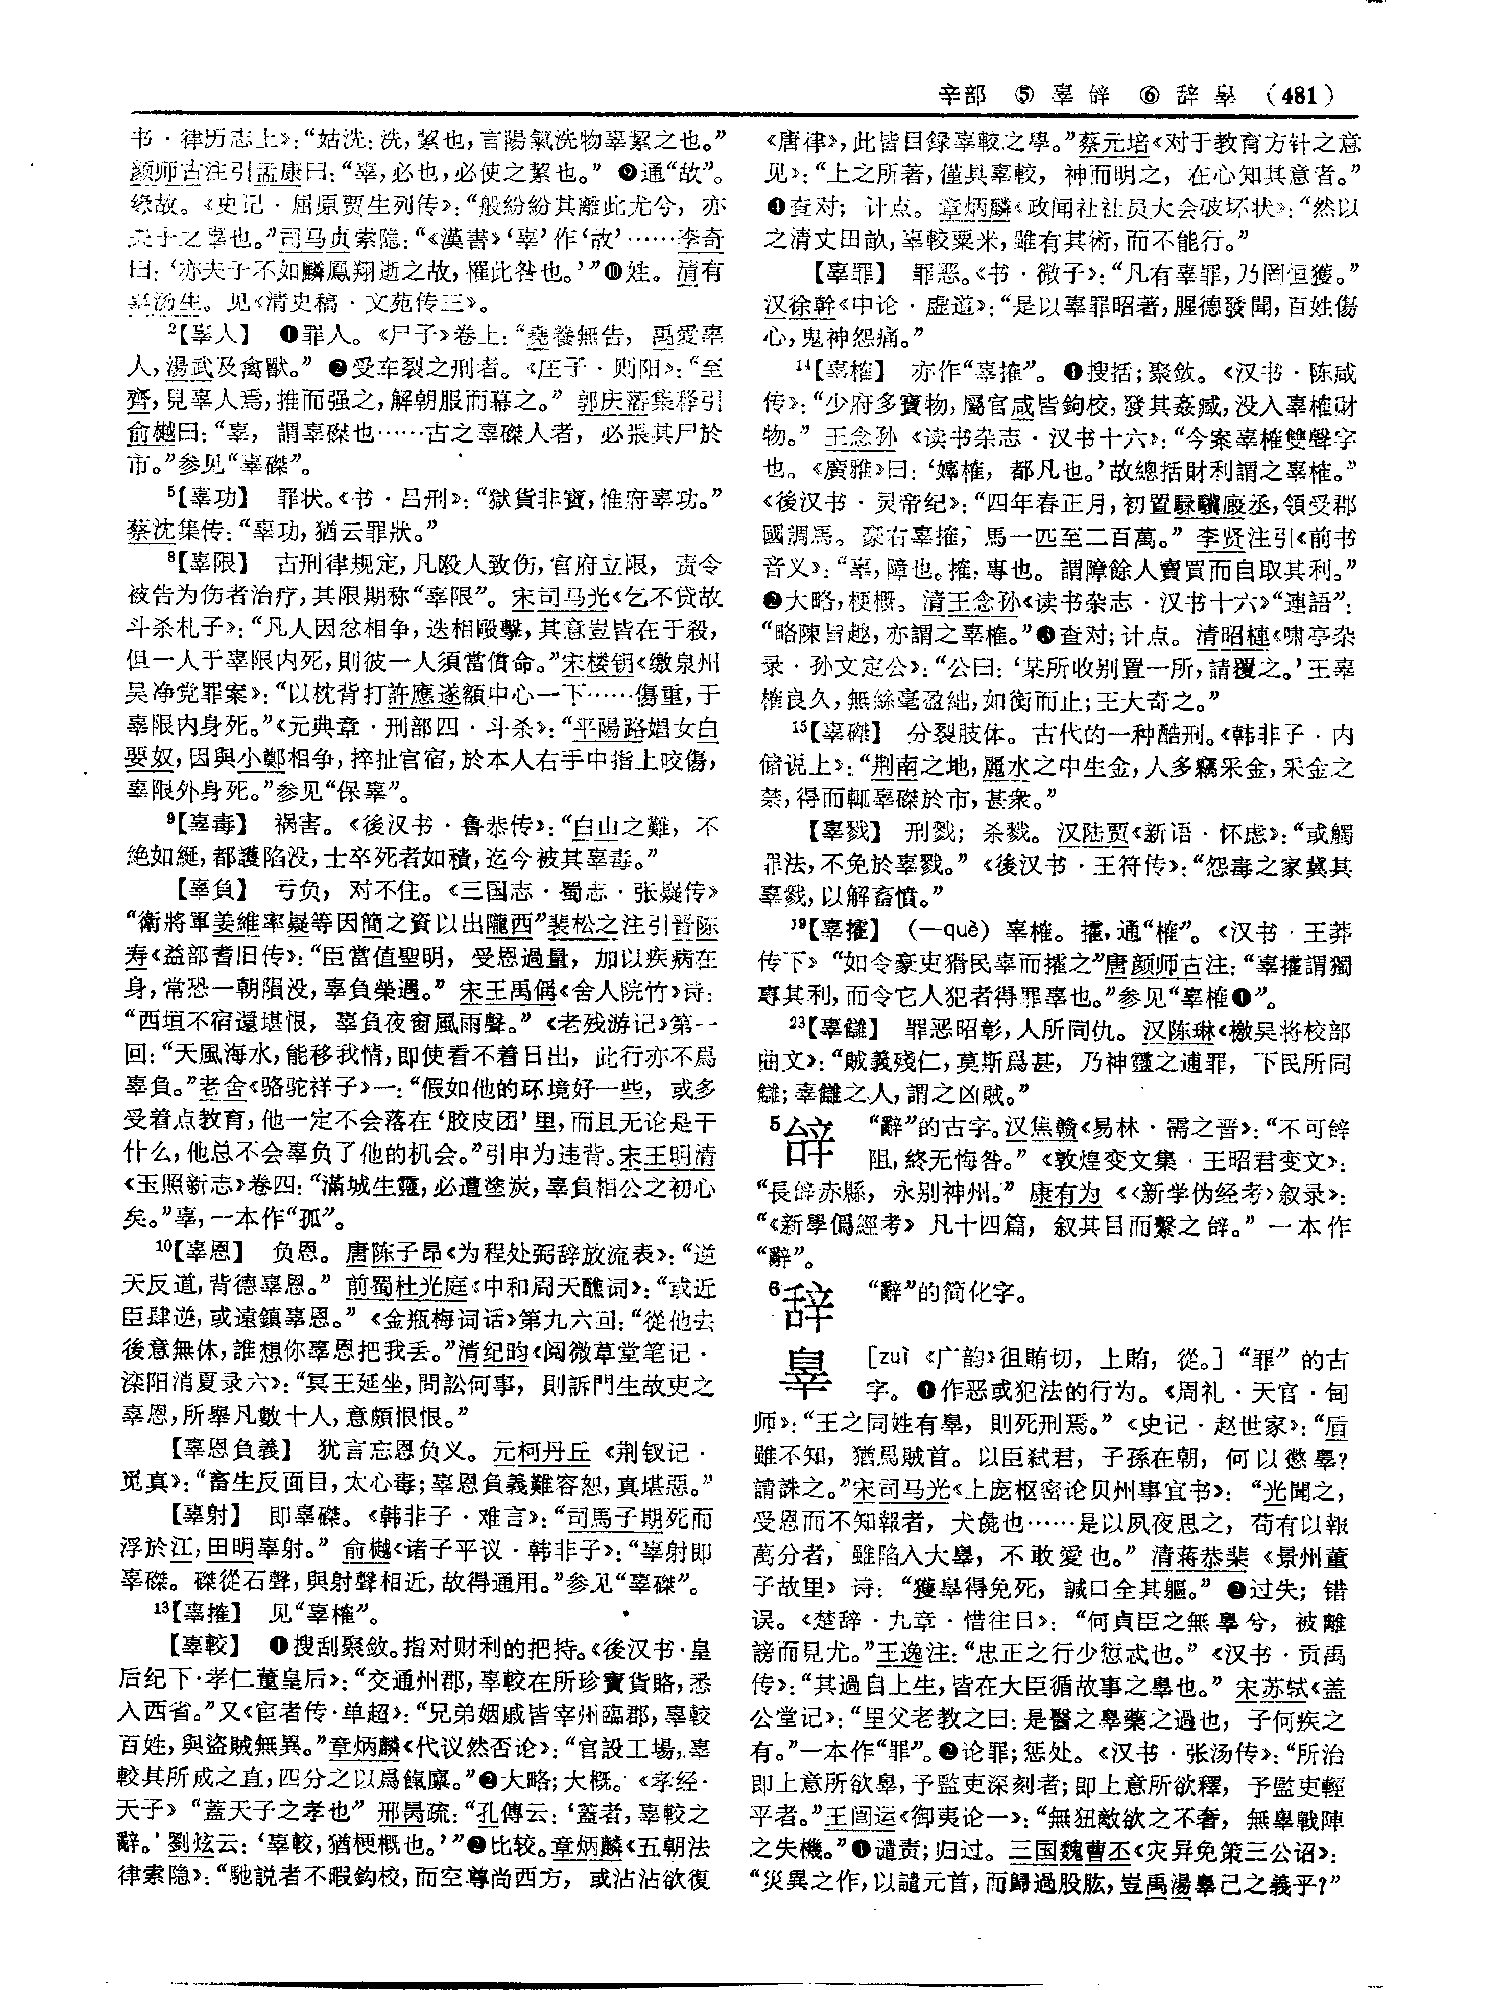 辛部 ⑤ 辜 辤 ⑥ 辞 辠 (481)
书·律历志上》：“姑洗：洗，絜也，言陽氣洗物辜絜之也。”
颜师古注引孟康曰：“辜，必也，必使之絜也。” ❾通“故”。
缘故。《史记·屈原贾生列传》：“般紛紛其離此尤兮，亦
夫子之辜也。”司马贞索隐：“《漢書》‘辜’作‘故’……李奇
曰：‘亦夫子不如麟鳳翔逝之故，罹此咎也。’”❿姓。清有
辜汤生。见《清史稿·文苑传三》。
²【辜人】 ❶罪人。《尸子》卷上：“堯養無告，禹愛辜
人，湯武及禽獸。” ❷受车裂之刑者。《庄子·则阳》：“至
齊，見辜人焉，推而强之，解朝服而幕之。” 郭庆藩集释引
俞樾曰：“辜，謂辜磔也……古之辜磔人者，必張其尸於
市。”参见“辜磔”。
⁵【辜功】 罪状。《书·吕刑》：“獄貨非寶，惟府辜功。”
蔡沈集传：“辜功，猶云罪狀。”
⁸【辜限】 古刑律规定，凡殴人致伤，官府立限，责令
被告为伤者治疗，其限期称“辜限”。宋司马光《乞不贷故
斗杀札子》：“凡人因忿相争，迭相毆擊，其意豈皆在于殺，
但一人于辜限内死，則彼一人須當償命。”宋楼钥《缴泉州
吴净党罪案》：“以枕背打許應遂額中心一下……傷重，于
辜限内身死。”《元典章·刑部四·斗杀》：“平陽路娼女白
娶奴，因與小鄭相争，捽扯官宿，於本人右手中指上咬傷，
辜限外身死。”参见“保辜”。
⁹【辜毒】 祸害。《後汉书·鲁恭传》：“白山之難，不
绝如綖，都護陷没，士卒死者如積，迄今被其辜毒。”
【辜負】 亏负，对不住。《三国志·蜀志·张嶷传》
“衛將軍姜維率嶷等因簡之資以出隴西”裴松之注引晋陈
寿《益部耆旧传》：“臣當值聖明，受恩過量，加以疾病在
身，常恐一朝隕没，辜負榮遇。” 宋王禹偁《舍人院竹》诗：
“西垣不宿還堪恨，辜負夜窗風雨聲。” 《老残游记》第一
回：“天風海水，能移我情，即使看不着日出，此行亦不爲
辜負。”老舍《骆驼祥子》一：“假如他的环境好一些，或多
受着点教育，他一定不会落在‘胶皮团’里，而且无论是干
什么，他总不会辜负了他的机会。”引申为违背。宋王明清
《玉照新志》卷四：“滿城生靈，必遭塗炭，辜負相公之初心
矣。”辜，一本作“孤”。
¹⁰【辜恩】 负恩。唐陈子昂《为程处弼辞放流表》：“逆
天反道，背德辜恩。” 前蜀杜光庭《中和周天醮词》：“或近
臣肆逆，或遠鎮辜恩。” 《金瓶梅词话》第九六回：“從他去
後意無休，誰想你辜恩把我丢。”清纪昀《阅微草堂笔记·
滦阳消夏录六》：“冥王延坐，問訟何事，則訴門生故吏之
辜恩，所舉凡數十人，意頗恨恨。”
【辜恩負義】 犹言忘恩负义。元柯丹丘《荆钗记·
觅真》：“畜生反面目，太心毒；辜恩負義難容恕，真堪惡。”
【辜射】 即辜磔。《韩非子·难言》：“司馬子期死而
浮於江，田明辜射。” 俞樾《诸子平议·韩非子》：“辜射即
辜磔。磔從石聲，與射聲相近，故得通用。”参见“辜磔”。
¹³【辜搉】 见“辜榷”。
【辜較】 ❶搜刮聚敛。指对财利的把持。《後汉书·皇
后纪下·孝仁董皇后》：“交通州郡，辜較在所珍寶貨賂，悉
入西省。”又《宦者传·单超》：“兄弟姻戚皆宰州臨郡，辜較
百姓，與盜賊無異。”章炳麟《代议然否论》：“官設工場，辜
較其所成之直，四分之以爲餼廩。”❷大略；大概。《孝经·
天子》“蓋天子之孝也” 邢昺疏：“孔傳云：‘蓋者，辜較之
辭。’劉炫云：‘辜較，猶梗概也。’”❷比较。章炳麟《五朝法
律索隐》：“馳説者不暇鈎校，而空尊尚西方，或沾沾欲復
《唐律》，此皆目録辜較之學。”蔡元培《对于教育方针之意
见》：“上之所著，僅具辜較，神而明之，在心知其意者。”
❹查对；计点。章炳麟《政闻社社员大会破坏状》：“然以
之清丈田畝，辜較粟米，雖有其術，而不能行。”
【辜罪】 罪恶。《书·微子》：“凡有辜罪，乃罔恒獲。”
汉徐幹《中论·虚道》：“是以辜罪昭著，腥德發聞，百姓傷
心，鬼神怨痛。”
¹⁴【辜榷】 亦作“辜搉”。❶搜括；聚敛。《汉书·陈咸
传》：“少府多寶物，屬官咸皆鉤校，發其姦臧，没入辜榷財
物。” 王念孙《读书杂志·汉书十六》：“今案辜榷雙聲字
也。《廣雅》曰：‘嫴榷，都凡也。’故總括財利謂之辜榷。”
《後汉书·灵帝纪》：“四年春正月，初置騄驥廄丞，領受郡
國調馬。豪右辜搉，馬一匹至二百萬。” 李贤注引《前书
音义》：“辜，障也。搉，專也。謂障餘人賣買而自取其利。”
❷大略，梗概。清王念孙《读书杂志·汉书十六》“連語”：
“略陳旨趣，亦謂之辜榷。”❸查对；计点。清昭梿《啸亭杂
录·孙文定公》：“公曰：‘某所收别置一所，請覆之。’王辜
榷良久，無絲毫盈絀，如衡而止；王大奇之。”
¹⁵【辜磔】 分裂肢体。古代的一种酷刑。《韩非子·内
储说上》：“荆南之地，麗水之中生金，人多竊采金，采金之
禁，得而輒辜磔於市，甚衆。”
【辜戮】 刑戮；杀戮。汉陆贾《新语·怀虑》：“或觸
罪法，不免於辜戮。” 《後汉书·王符传》：“怨毒之家冀其
辜戮，以解畜憤。”
¹⁹【辜㩴】 （—què） 辜榷。㩴，通“榷”。《汉书·王莽
传下》“如令豪吏猾民辜而㩴之”唐颜师古注：“辜㩴謂獨
專其利，而令它人犯者得罪辜也。”参见“辜榷❶”。
²³【辜讎】 罪恶昭彰，人所同仇。汉陈琳《檄吴将校部
曲文》：“賊義殘仁，莫斯爲甚，乃神靈之逋罪，下民所同
讎；辜讎之人，謂之凶賊。”
⁵辤 “辭”的古字。汉焦赣《易林·需之晋》：“不可辤
阻，終无悔咎。” 《敦煌变文集·王昭君变文》：
“長辤赤縣，永别神州。” 康有为《〈新学伪经考〉叙录》：
“《新學僞經考》凡十四篇，叙其目而繫之辤。” 一本作
“辭”。
⁶辞 “辭”的简化字。
辠 [zuì 《广韵》徂賄切，上賄，從。] “罪”的古
字。❶作恶或犯法的行为。《周礼·天官·甸
师》：“王之同姓有辠，則死刑焉。” 《史记·赵世家》：“盾
雖不知，猶爲賊首。以臣弑君，子孫在朝，何以懲辠？
請誅之。”宋司马光《上庞枢密论贝州事宜书》：“光聞之，
受恩而不知報者，犬彘也……是以夙夜思之，苟有以報
萬分者，雖陷入大辠，不敢愛也。” 清蒋恭棐《景州董
子故里》诗：“獲辠得免死，誠口全其軀。” ❷过失；错
误。《楚辞·九章·惜往日》：“何貞臣之無辠兮，被離
謗而見尤。”王逸注：“忠正之行少愆忒也。” 《汉书·贡禹
传》：“其過自上生，皆在大臣循故事之辠也。” 宋苏轼《盖
公堂记》：“里父老教之曰：是醫之辠藥之過也，子何疾之
有。”一本作“罪”。❷论罪；惩处。《汉书·张汤传》：“所治
即上意所欲辠，予監吏深刻者；即上意所欲釋，予監吏輕
平者。”王闿运《御夷论一》：“無狃敵欲之不奢，無辠戰陣
之失機。”❶谴责；归过。三国魏曹丕《灾异免策三公诏》：
“災異之作，以譴元首，而歸過股肱，豈禹湯辠己之義乎？”